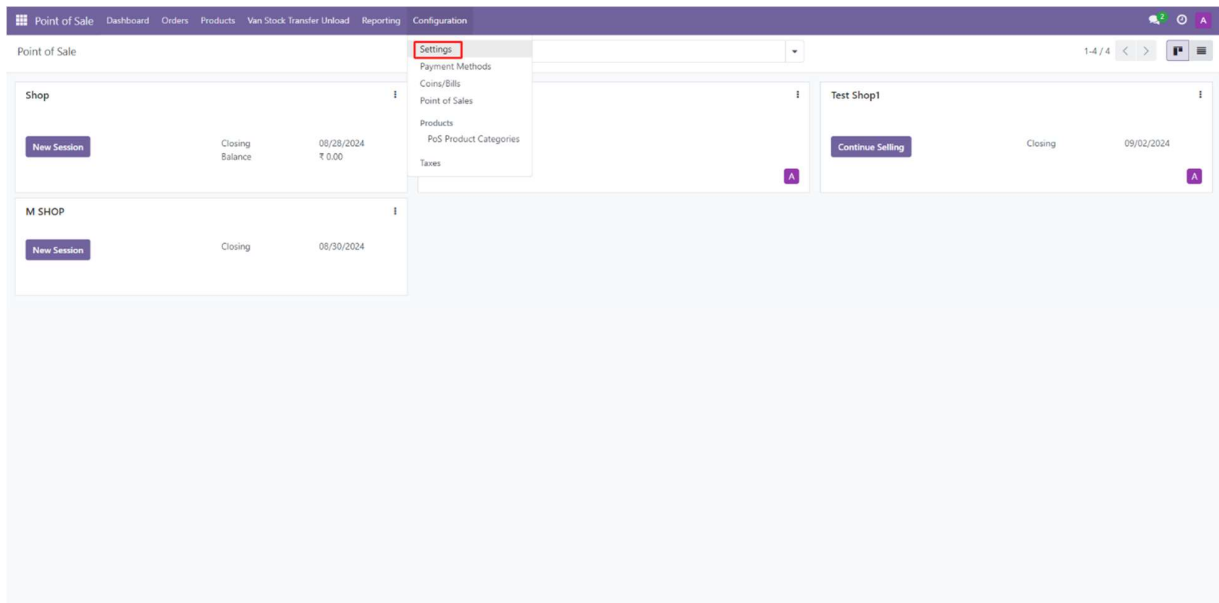 Point of Sale Dashboard Orders Products Van Stock Transfer Unload Reporting Configuration 2 A
Point of Sale
1-4 / 4
Settings
Payment Methods
Coins/Bills
Point of Sales
Products
PoS Product Categories
Taxes
Shop
New Session
Closing 08/28/2024
Balance ₹ 0.00
A
Test Shop1
Continue Selling
Closing 09/02/2024
A
M SHOP
New Session
Closing 08/30/2024